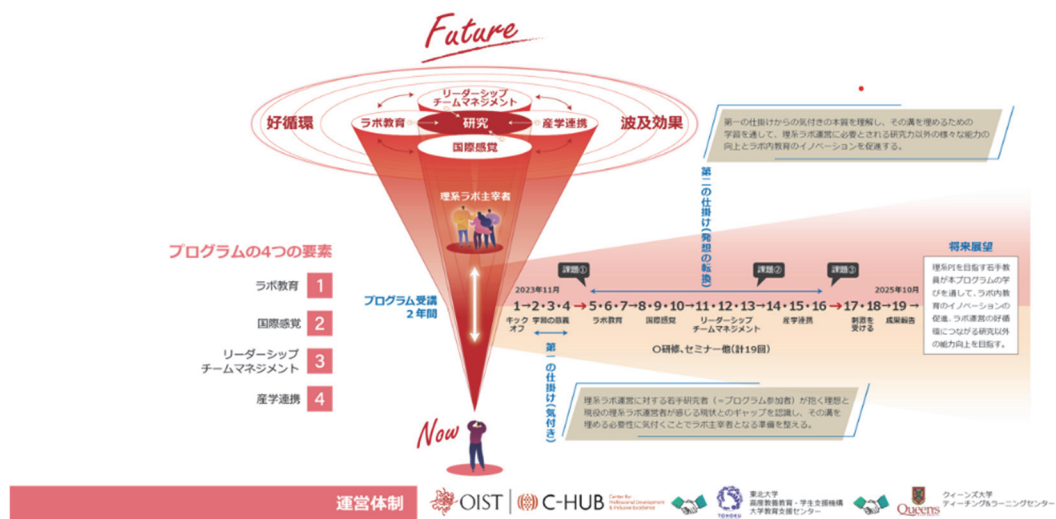 Future
リーダーシップ
チームマネジメント
好循環
ラボ教育
研究
産学連携
波及効果
国際感覚
理系ラボ主宰者
プログラム受講
2年間
Now
プログラムの4つの要素
ラボ教育 1
国際感覚 2
リーダーシップ
チームマネジメント 3
産学連携 4
第一の仕掛けからの気付きの本質を理解し、その溝を埋めるための
学習を通して、理系ラボ運営に必要とされる研究力以外の様々な能力の
向上とラボ内教育のイノベーションを促進する。
第二の仕掛け(発想の転換)
課題①
課題②
課題③
2023年11月
2025年10月
1→2・3・4→5・6・7→8・9・10→11・12・13→14・15・16→17・18→19→
キック
オフ
学習の意義
ラボ教育
国際感覚
リーダーシップ
チームマネジメント
産学連携
刺激を
受ける
成果報告
○研修、セミナー他(計19回)
第一の仕掛け(気付き)
理系ラボ運営に対する若手研究者(=プログラム参加者)が抱く理想と
現役の理系ラボ運営者が感じる現状とのギャップを認識し、その溝を
埋める必要性に気付くことでラボ主宰者となる準備を整える。
将来展望
理系PIを目指す若手教
員が本プログラムの学
びを通して、ラボ内教
育のイノベーションの
促進、ラボ運営の好循
環につながる研究以外
の能力向上を目指す。
運営体制
OIST
C-HUB
Center for
Professional Development
& Inclusive Excellence
TOHOKU
東北大学
高度教養教育・学生支援機構
大学教育支援センター
Queen's
クィーンズ大学
ティーチング&ラーニングセンター